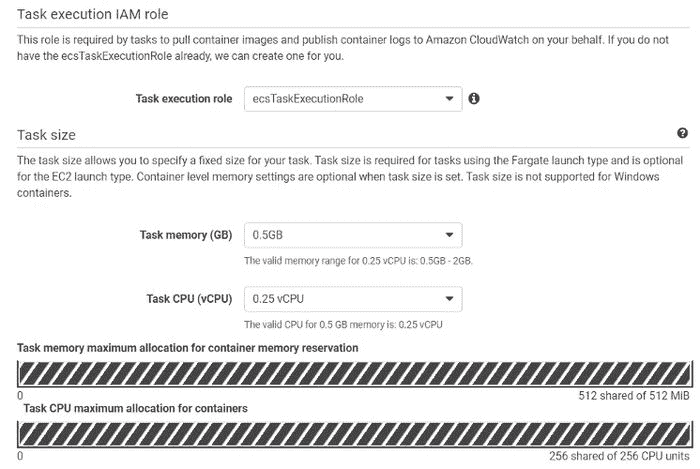 Task execution IAM role
This role is required by tasks to pull container images and publish container logs to Amazon CloudWatch on your behalf. If you do not
have the ecsTaskExecutionRole already, we can create one for you.
Task execution role ecsTaskExecutionRole
Task size
The task size allows you to specify a fixed size for your task. Task size is required for tasks using the Fargate launch type and is optional
for the EC2 launch type. Container level memory settings are optional when task size is set. Task size is not supported for Windows
containers.
Task memory (GB) 0.5GB
The valid memory range for 0.25 vCPU is: 0.5GB - 2GB.
Task CPU (vCPU) 0.25 vCPU
The valid CPU for 0.5 GB memory is: 0.25 vCPU
Task memory maximum allocation for container memory reservation
0 512 shared of 512 MiB
Task CPU maximum allocation for containers
0 256 shared of 256 CPU units